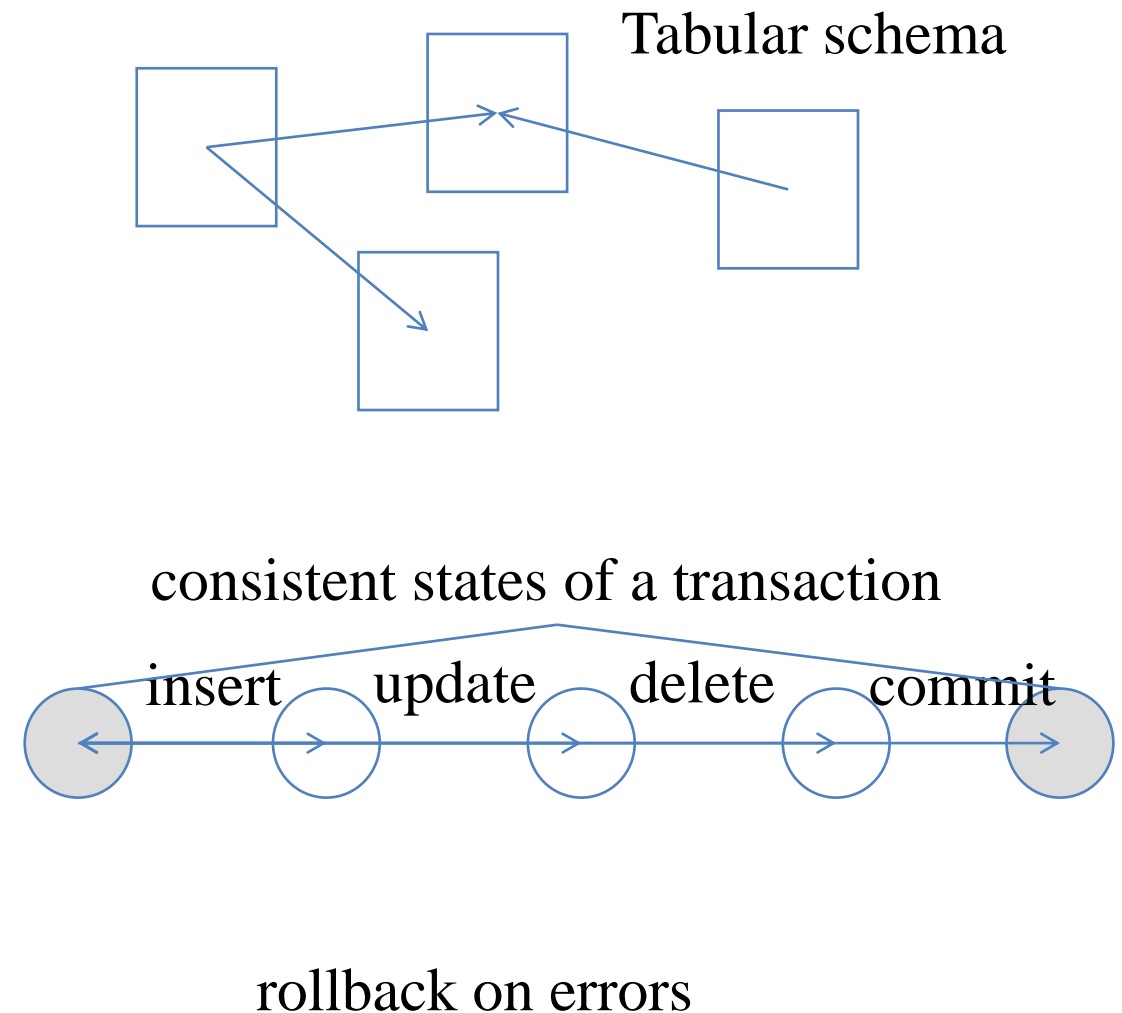 Tabular schema
consistent states of a transaction
insert update delete commit
rollback on errors